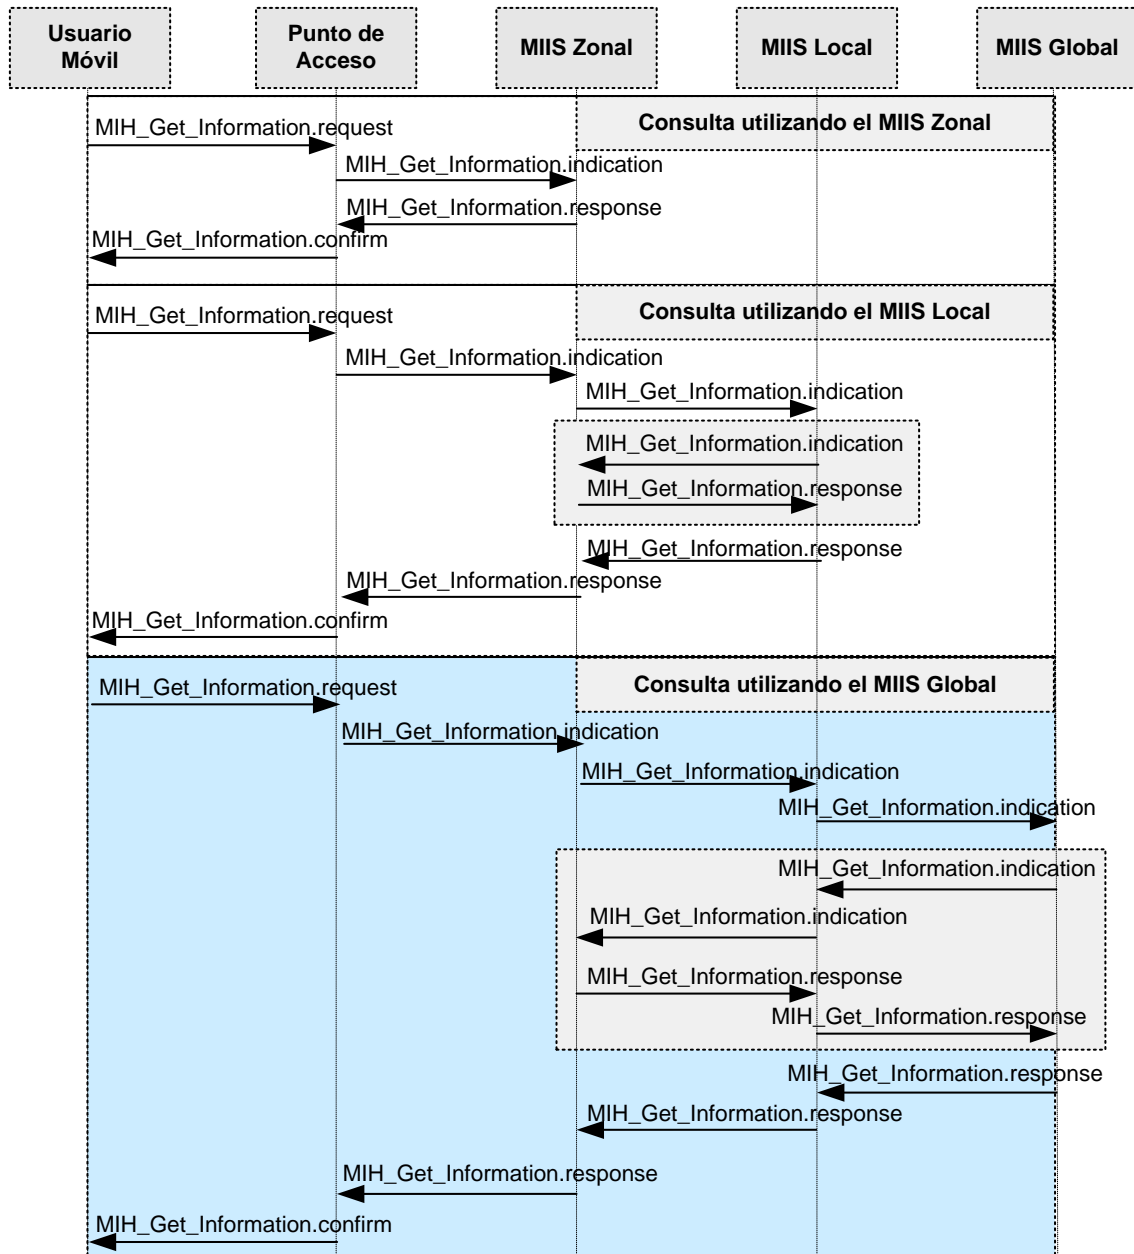 Usuario
Móvil
Punto de
Acceso
MIIS Zonal
MIIS Local
MIIS Global
Consulta utilizando el MIIS Zonal
MIH_Get_Information.request
MIH_Get_Information.indication
MIH_Get_Information.response
MIH_Get_Information.confirm
Consulta utilizando el MIIS Local
MIH_Get_Information.request
MIH_Get_Information.indication
MIH_Get_Information.indication
MIH_Get_Information.indication
MIH_Get_Information.response
MIH_Get_Information.response
MIH_Get_Information.response
MIH_Get_Information.confirm
Consulta utilizando el MIIS Global
MIH_Get_Information.request
MIH_Get_Information.indication
MIH_Get_Information.indication
MIH_Get_Information.indication
MIH_Get_Information.indication
MIH_Get_Information.indication
MIH_Get_Information.response
MIH_Get_Information.response
MIH_Get_Information.response
MIH_Get_Information.response
MIH_Get_Information.response
MIH_Get_Information.confirm